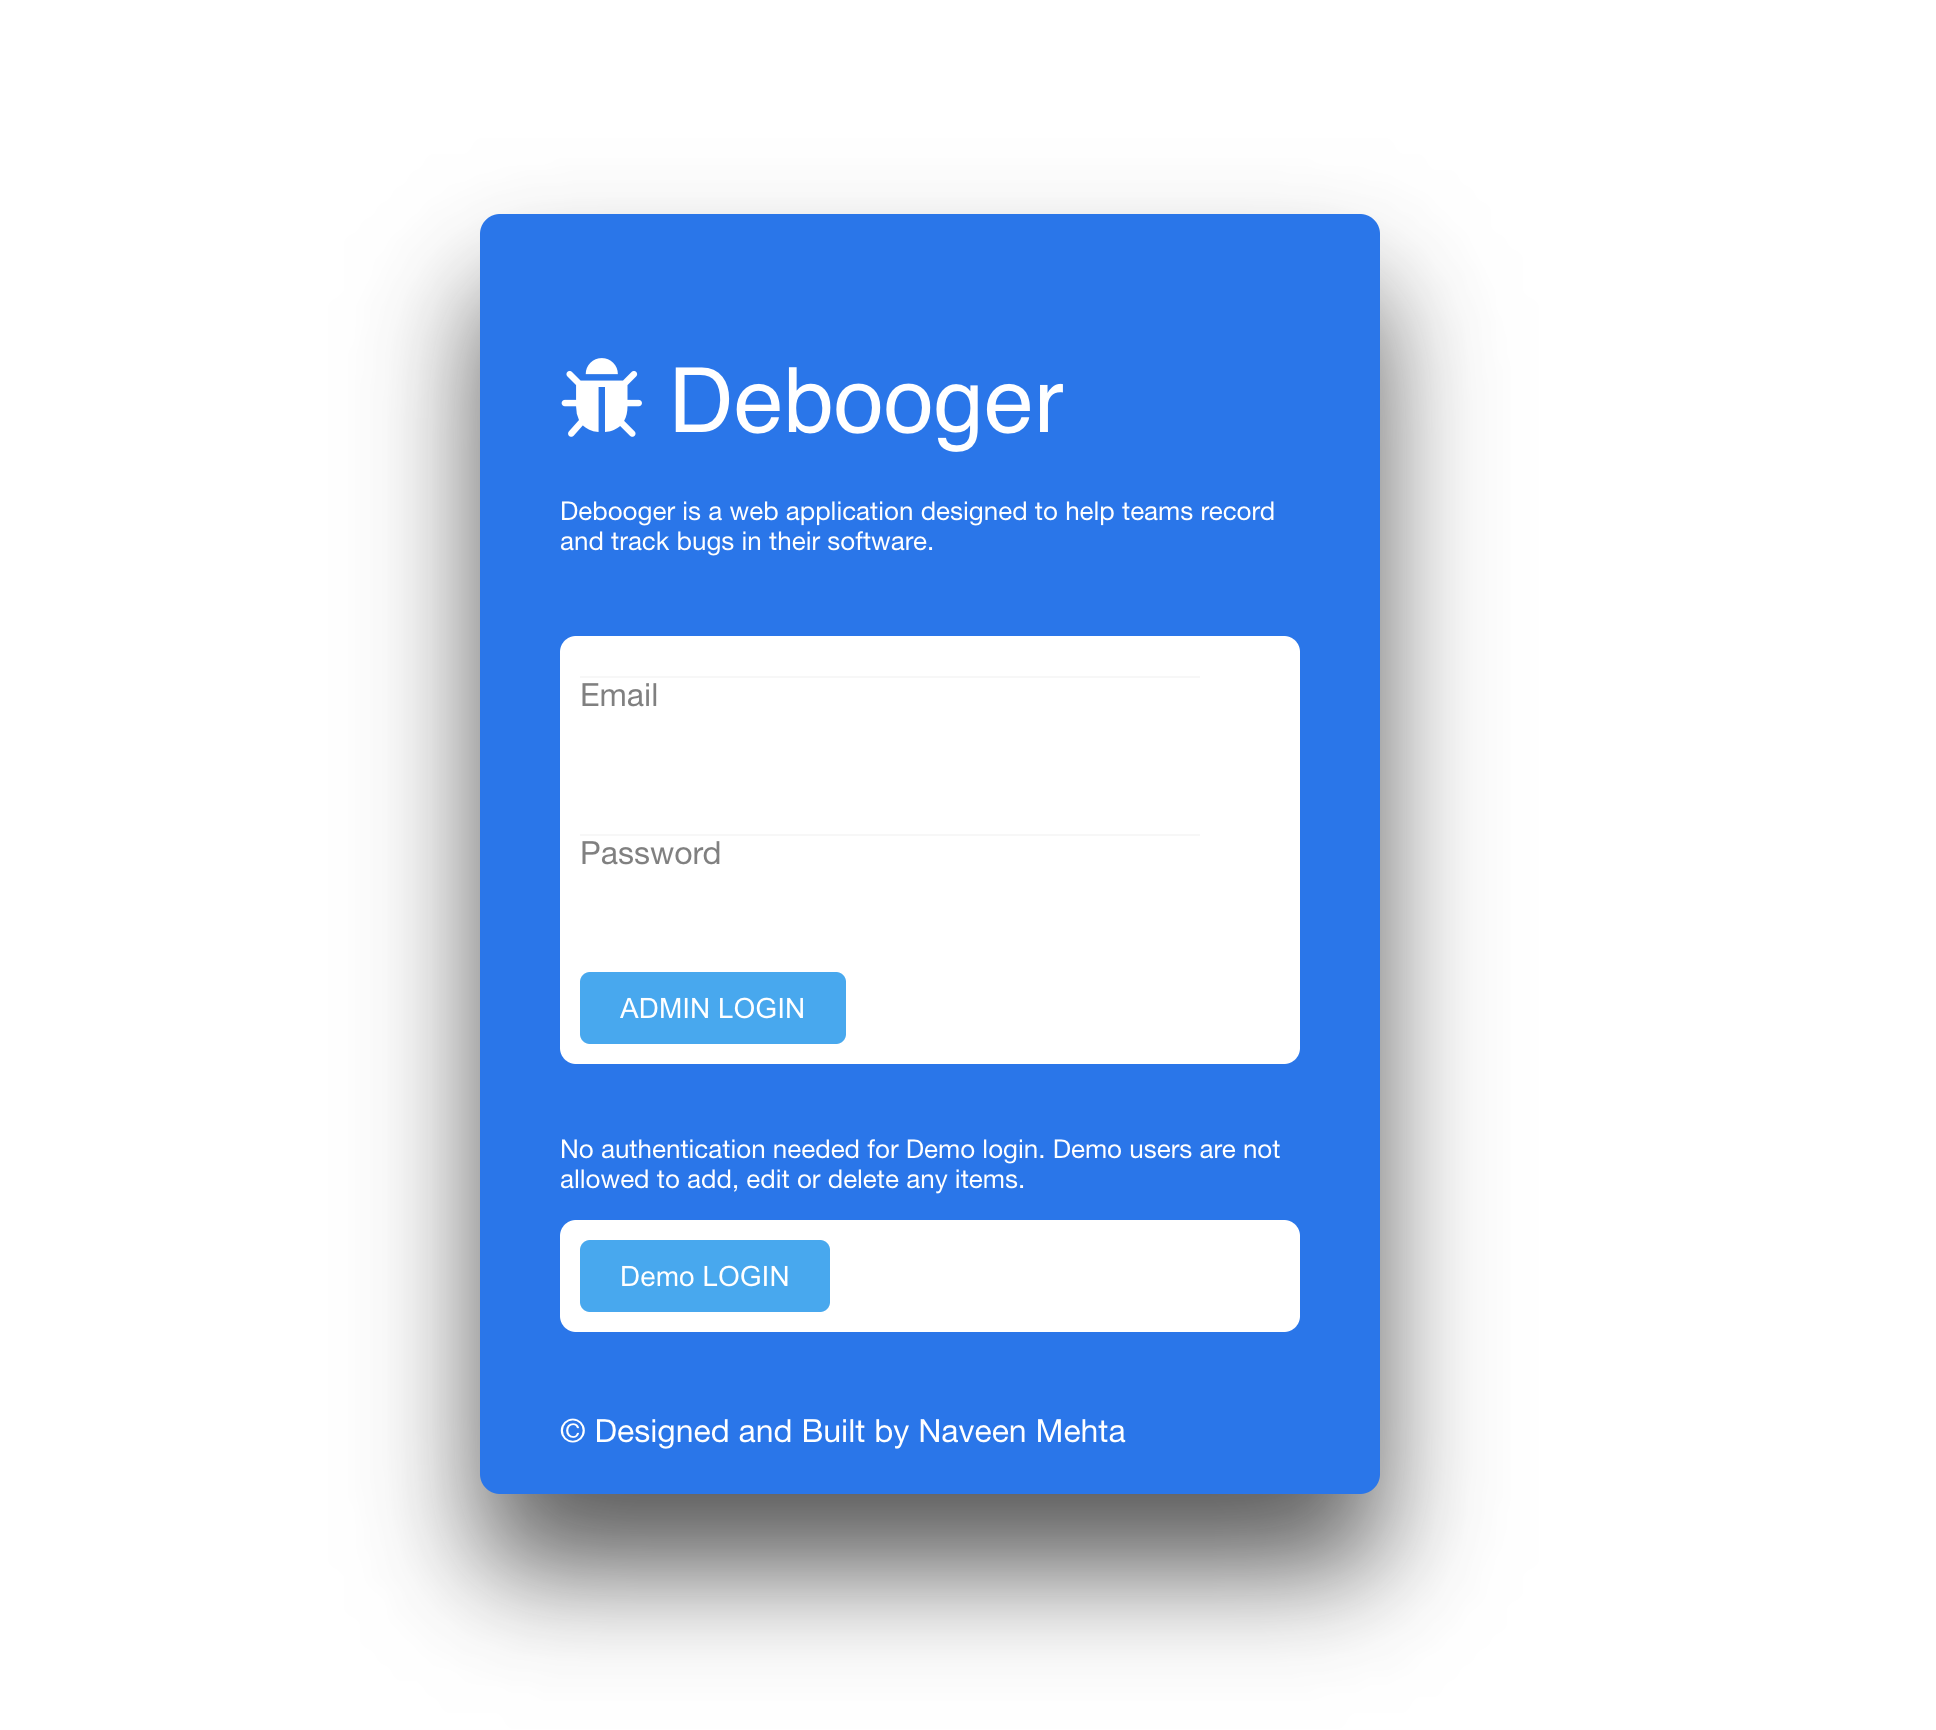 Debooger
Debooger is a web application designed to help teams record
and track bugs in their software.
Email
Password
ADMIN LOGIN
No authentication needed for Demo login. Demo users are not
allowed to add, edit or delete any items.
Demo LOGIN
© Designed and Built by Naveen Mehta